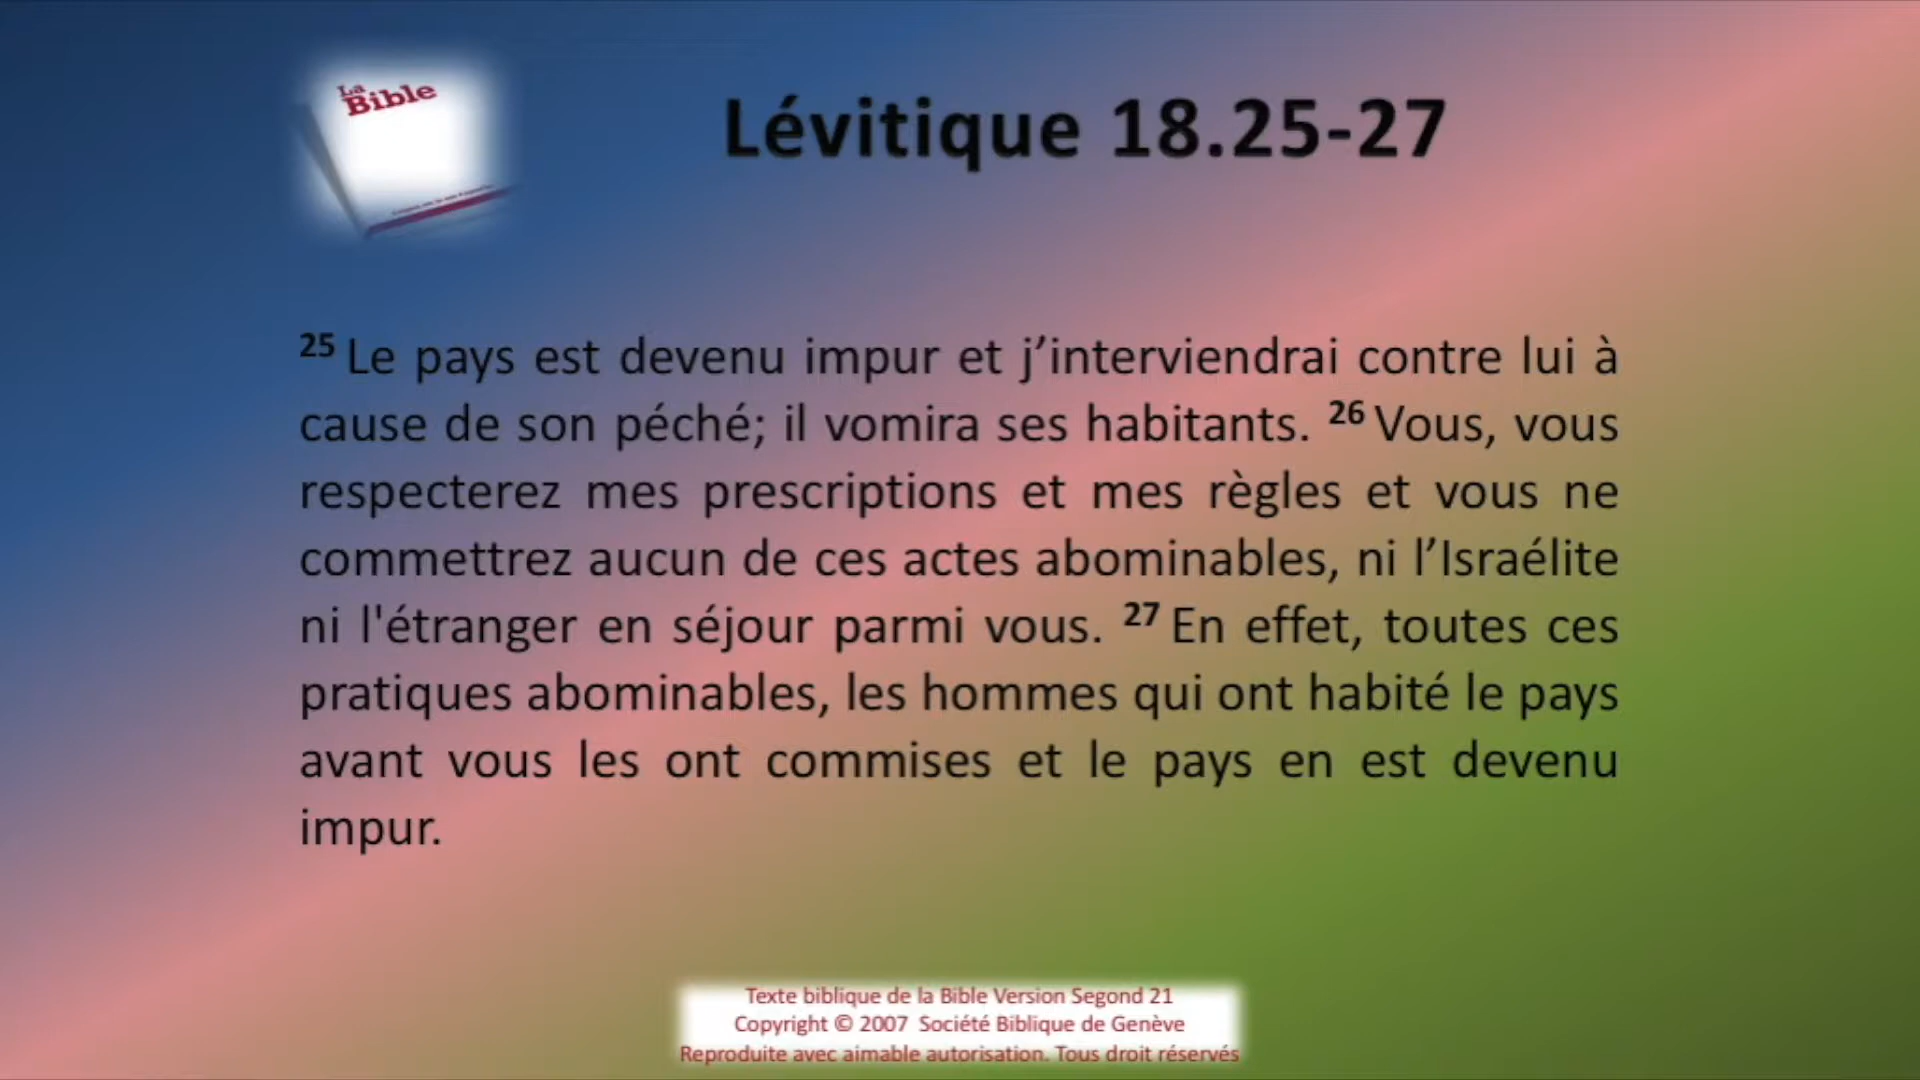 La
Bible
Lévitique 18.25-27
25 Le pays est devenu impur et j’interviendrai contre lui à
cause de son péché; il vomira ses habitants. 26 Vous, vous
respecterez mes prescriptions et mes règles et vous ne
commettrez aucun de ces actes abominables, ni l’Israélite
ni l'étranger en séjour parmi vous. 27 En effet, toutes ces
pratiques abominables, les hommes qui ont habité le pays
avant vous les ont commises et le pays en est devenu
impur.
Texte biblique de la Bible Version Segond 21
Copyright © 2007 Société Biblique de Genève
Reproduite avec aimable autorisation. Tous droit réservés